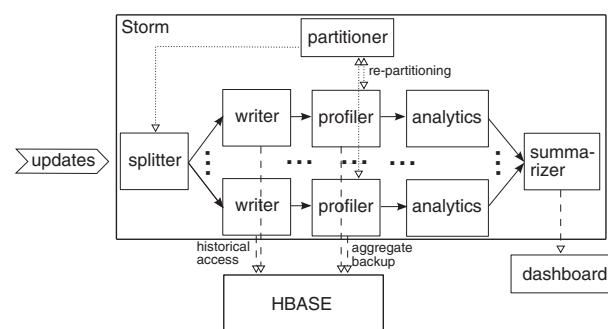 Storm
partitioner
re-partitioning
writer
profiler
analytics
updates
splitter
summa-
rizer
writer
profiler
analytics
historical
access
aggregate
backup
dashboard
HBASE